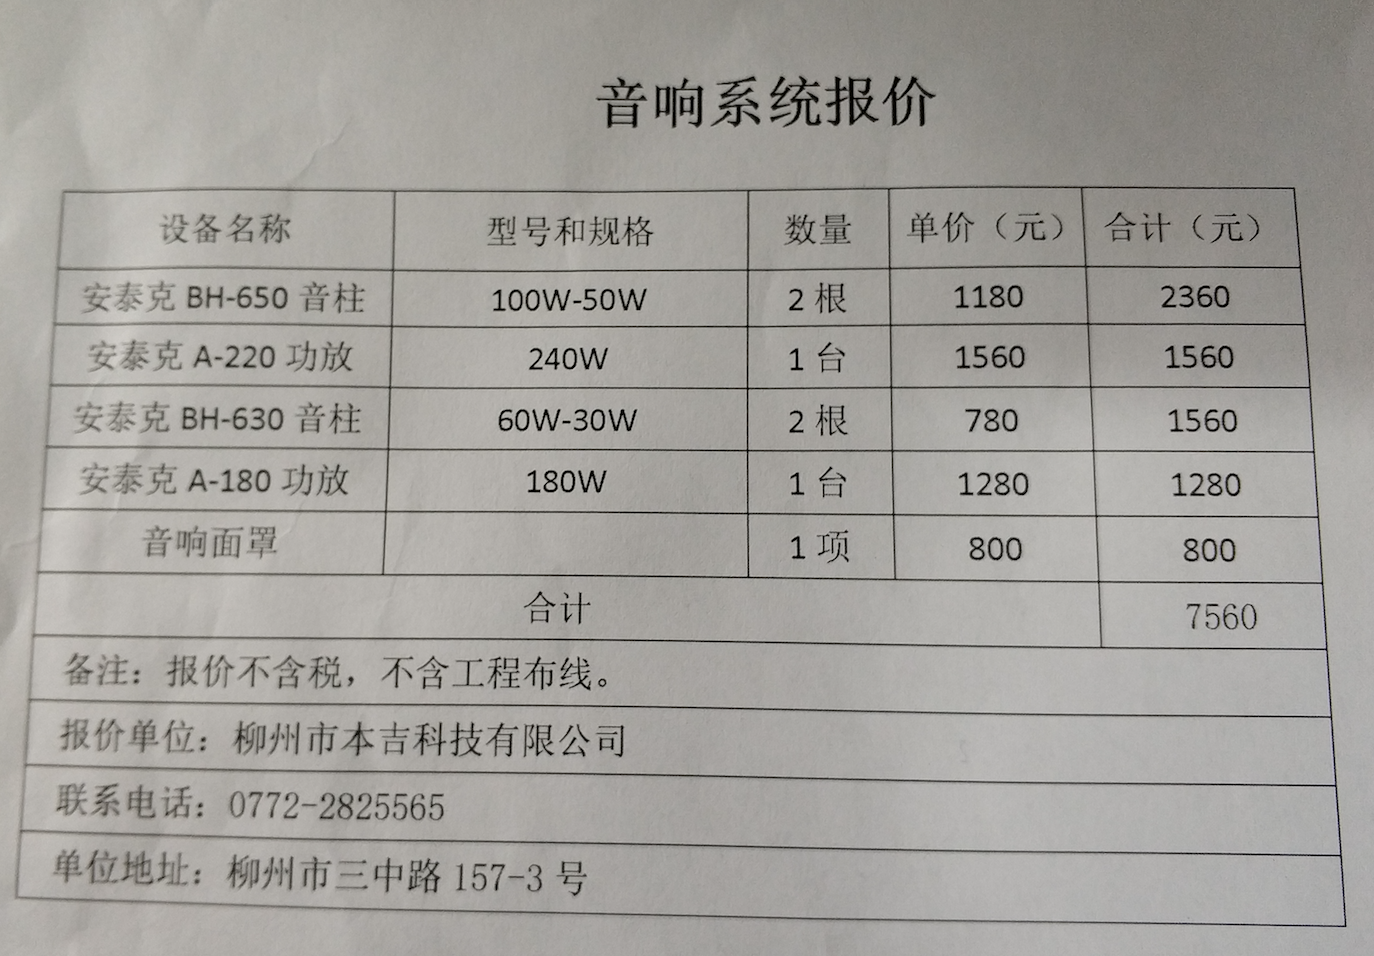 音响系统报价
设备名称 型号和规格 数量 单价（元） 合计（元）
安泰克 BH-650 音柱 100W-50W 2 根 1180 2360
安泰克 A-220 功放 240W 1 台 1560 1560
安泰克 BH-630 音柱 60W-30W 2 根 780 1560
安泰克 A-180 功放 180W 1 台 1280 1280
音响面罩 1 项 800 800
合计 7560
备注：报价不含税，不含工程布线。
报价单位：柳州市本吉科技有限公司
联系电话：0772-2825565
单位地址：柳州市三中路 157-3 号